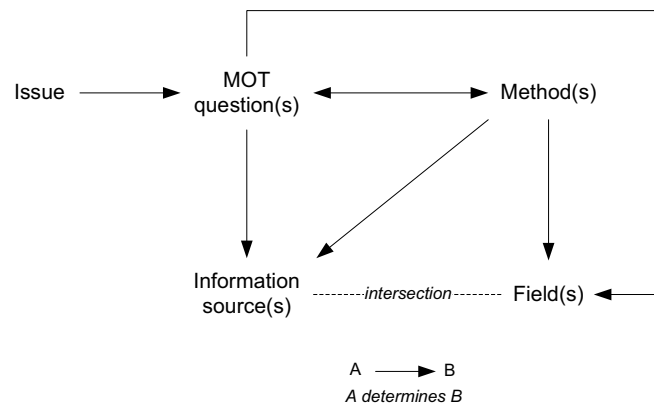 MOT
question(s)
Issue
Method(s)
Information
source(s)
intersection
Field(s)
A
B
A determines B